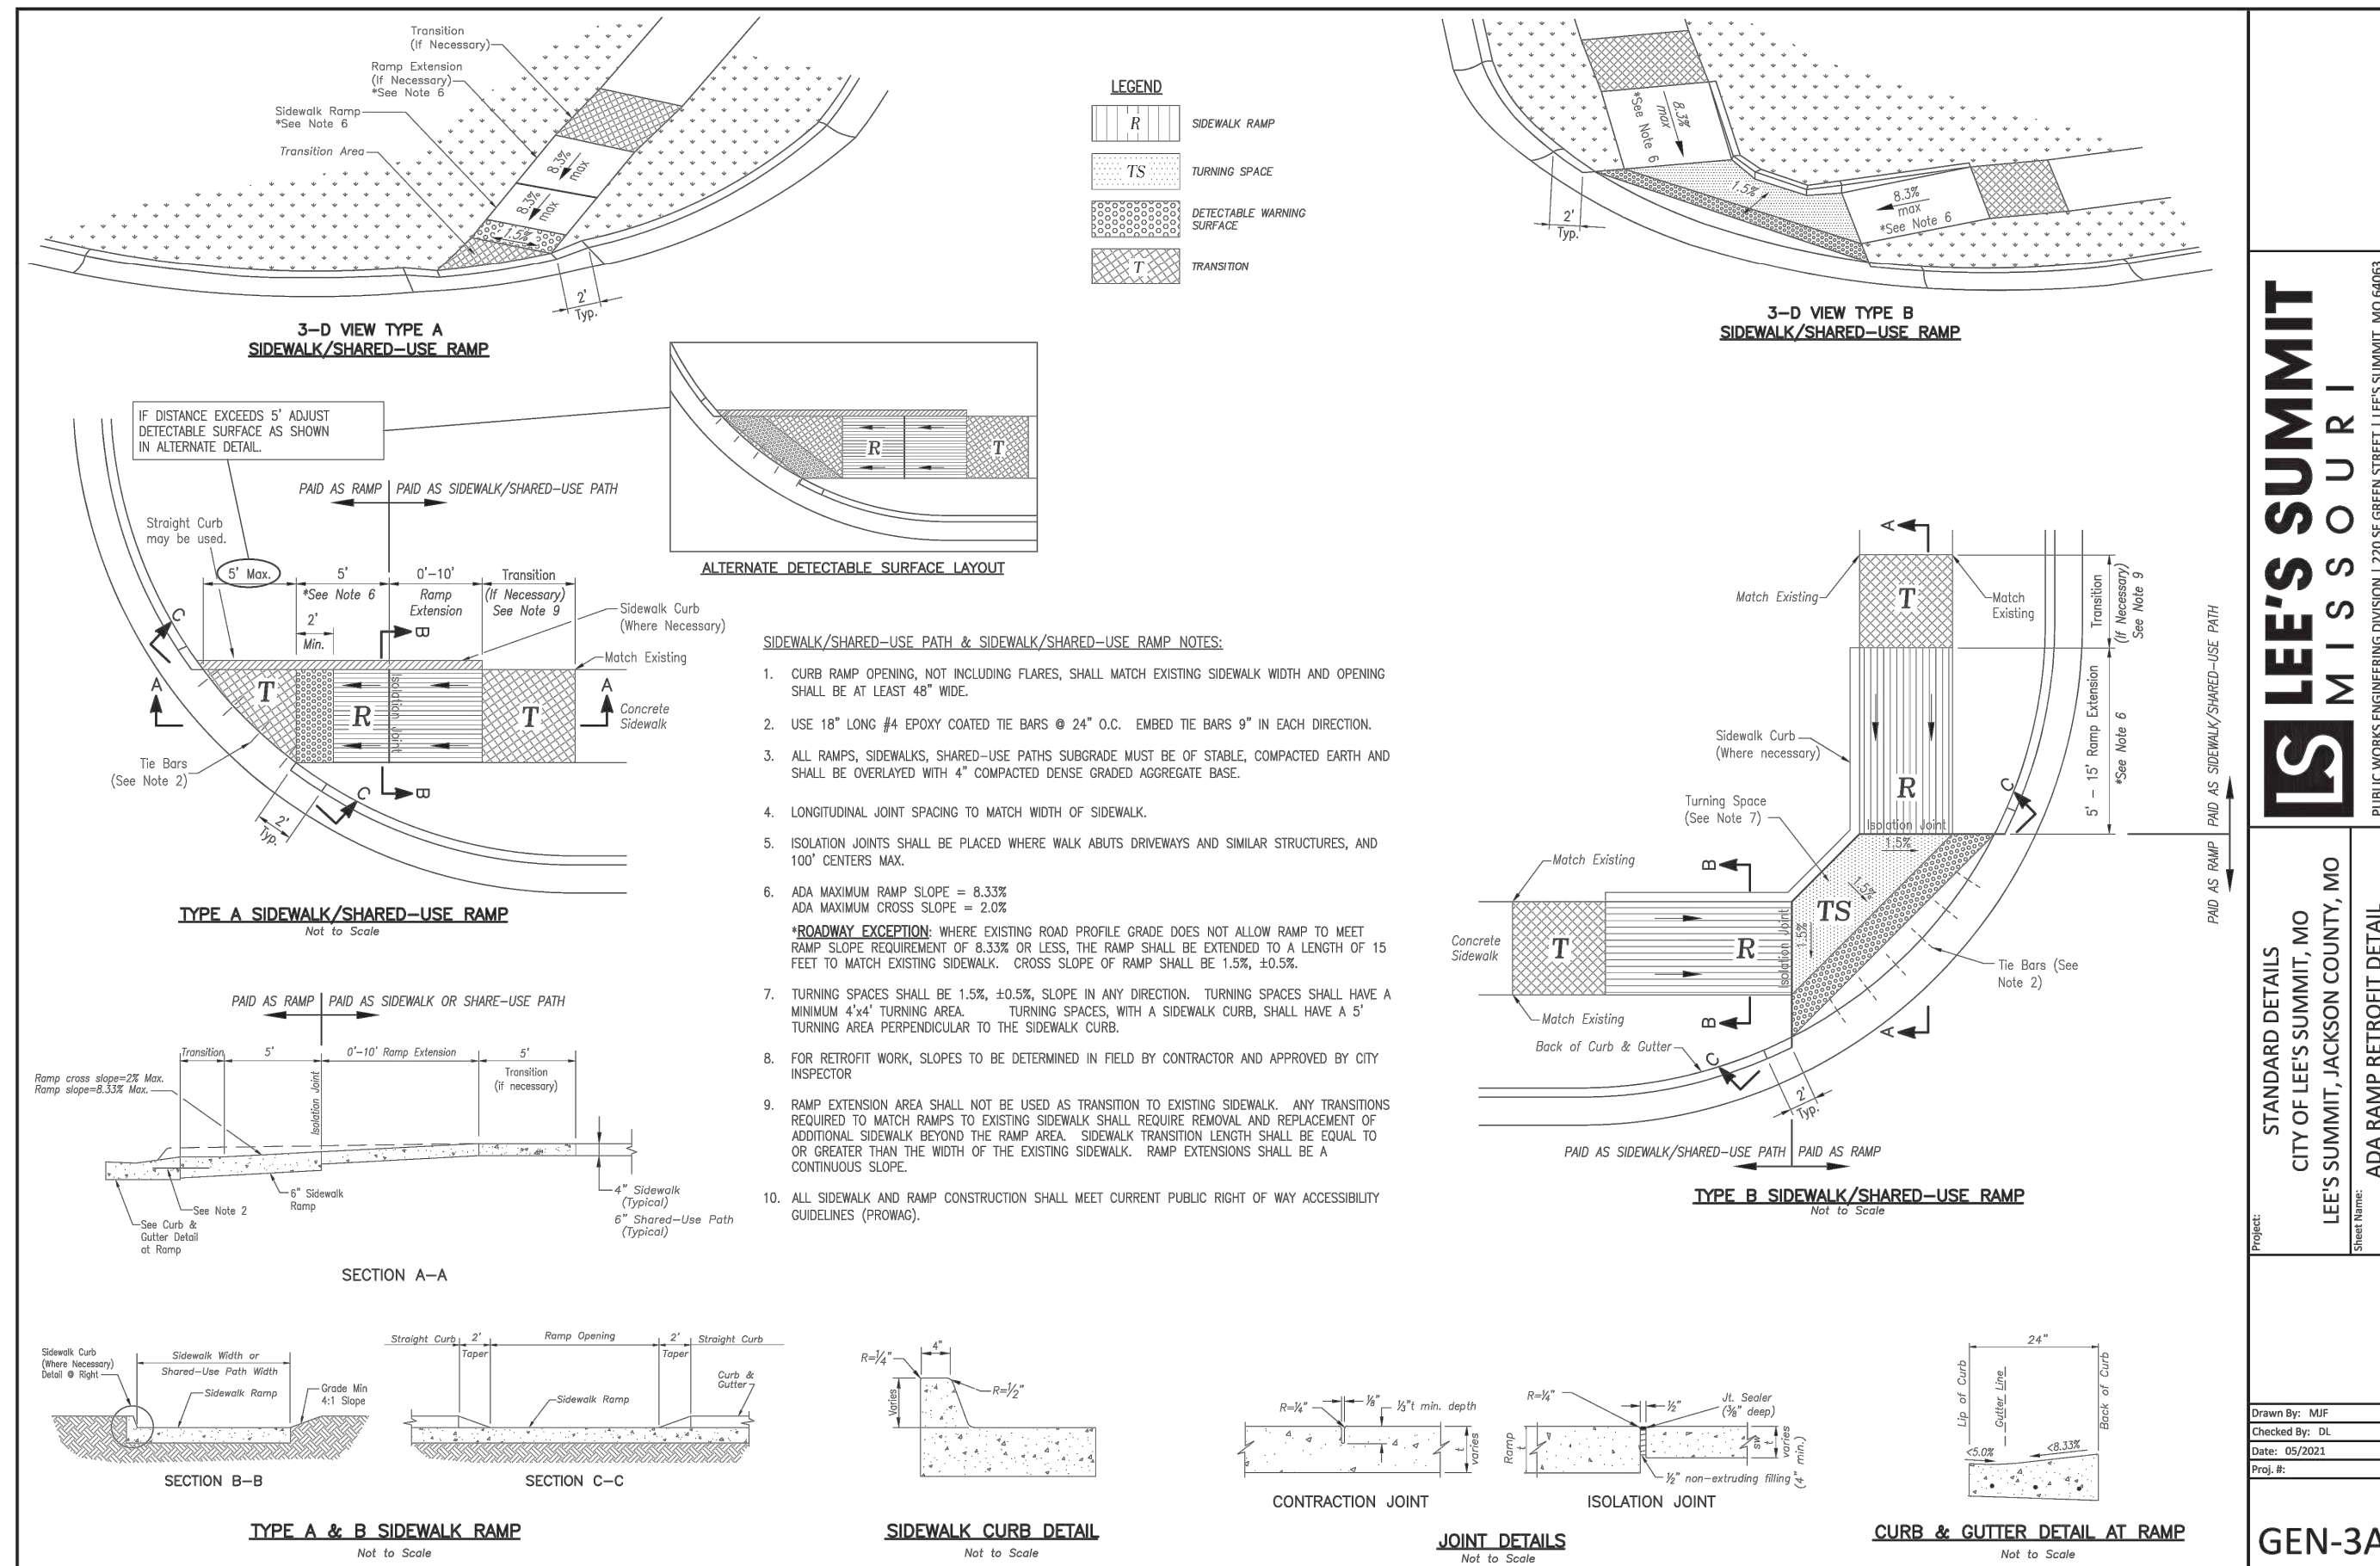 Transition
(If Necessary)
Ramp Extension
(If Necessary)
*See Note 6
Sidewalk Ramp
*See Note 6
Transition Area
8.3%
max
8.3%
max
1.5%
2'
Typ.
3-D VIEW TYPE A
SIDEWALK/SHARED-USE RAMP
LEGEND
R
SIDEWALK RAMP
TS
TURNING SPACE
DETECTABLE WARNING
SURFACE
T
TRANSITION
*See Note 6
8.3%
max
1.5%
8.3%
max
*See Note 6
2'
Typ.
3-D VIEW TYPE B
SIDEWALK/SHARED-USE RAMP
IF DISTANCE EXCEEDS 5' ADJUST
DETECTABLE SURFACE AS SHOWN
IN ALTERNATE DETAIL.
R
T
ALTERNATE DETECTABLE SURFACE LAYOUT
PAID AS RAMP
PAID AS SIDEWALK/SHARED-USE PATH
Straight Curb
may be used.
5' Max.
5'
*See Note 6
0'-10'
Ramp
Extension
Transition
(If Necessary)
See Note 9
2'
Min.
B
Sidewalk Curb
(Where Necessary)
Match Existing
C
A
T
R
Isolation Joint
T
A
Concrete
Sidewalk
Tie Bars
(See Note 2)
C
B
2'
Typ.
TYPE A SIDEWALK/SHARED-USE RAMP
Not to Scale
PAID AS RAMP
PAID AS SIDEWALK OR SHARE-USE PATH
Transition
5'
0'-10' Ramp Extension
5'
Transition
(if necessary)
Ramp cross slope=2% Max.
Ramp slope=8.33% Max.
Isolation Joint
6" Sidewalk
Ramp
See Note 2
See Curb &
Gutter Detail
at Ramp
4" Sidewalk
(Typical)
6" Shared-Use Path
(Typical)
SECTION A-A
SIDEWALK/SHARED-USE PATH & SIDEWALK/SHARED-USE RAMP NOTES:
1. CURB RAMP OPENING, NOT INCLUDING FLARES, SHALL MATCH EXISTING SIDEWALK WIDTH AND OPENING
SHALL BE AT LEAST 48" WIDE.
2. USE 18" LONG #4 EPOXY COATED TIE BARS @ 24" O.C. EMBED TIE BARS 9" IN EACH DIRECTION.
3. ALL RAMPS, SIDEWALKS, SHARED-USE PATHS SUBGRADE MUST BE OF STABLE, COMPACTED EARTH AND
SHALL BE OVERLAYED WITH 4" COMPACTED DENSE GRADED AGGREGATE BASE.
4. LONGITUDINAL JOINT SPACING TO MATCH WIDTH OF SIDEWALK.
5. ISOLATION JOINTS SHALL BE PLACED WHERE WALK ABUTS DRIVEWAYS AND SIMILAR STRUCTURES, AND
100' CENTERS MAX.
6. ADA MAXIMUM RAMP SLOPE = 8.33%
ADA MAXIMUM CROSS SLOPE = 2.0%
*ROADWAY EXCEPTION: WHERE EXISTING ROAD PROFILE GRADE DOES NOT ALLOW RAMP TO MEET
RAMP SLOPE REQUIREMENT OF 8.33% OR LESS, THE RAMP SHALL BE EXTENDED TO A LENGTH OF 15
FEET TO MATCH EXISTING SIDEWALK. CROSS SLOPE OF RAMP SHALL BE 1.5%, ±0.5%.
7. TURNING SPACES SHALL BE 1.5%, ±0.5%, SLOPE IN ANY DIRECTION. TURNING SPACES SHALL HAVE A
MINIMUM 4'x4' TURNING AREA. TURNING SPACES, WITH A SIDEWALK CURB, SHALL HAVE A 5'
TURNING AREA PERPENDICULAR TO THE SIDEWALK CURB.
8. FOR RETROFIT WORK, SLOPES TO BE DETERMINED IN FIELD BY CONTRACTOR AND APPROVED BY CITY
INSPECTOR
9. RAMP EXTENSION AREA SHALL NOT BE USED AS TRANSITION TO EXISTING SIDEWALK. ANY TRANSITIONS
REQUIRED TO MATCH RAMPS TO EXISTING SIDEWALK SHALL REQUIRE REMOVAL AND REPLACEMENT OF
ADDITIONAL SIDEWALK BEYOND THE RAMP AREA. SIDEWALK TRANSITION LENGTH SHALL BE EQUAL TO
OR GREATER THAN THE WIDTH OF THE EXISTING SIDEWALK. RAMP EXTENSIONS SHALL BE A
CONTINUOUS SLOPE.
10. ALL SIDEWALK AND RAMP CONSTRUCTION SHALL MEET CURRENT PUBLIC RIGHT OF WAY ACCESSIBILITY
GUIDELINES (PROWAG).
A
Match Existing
T
Match
Existing
Transition
(If Necessary)
See Note 9
Sidewalk Curb
(Where necessary)
R
5' - 15' Ramp Extension
*See Note 6
PAID AS SIDEWALK/SHARED-USE PATH
PAID AS RAMP
Turning Space
(See Note 7)
Isolation Joint
C
1.5%
1.5%
1.5%
TS
Match Existing
B
Concrete
Sidewalk
T
R
Isolation Joint
Match Existing
B
Tie Bars (See
Note 2)
A
Back of Curb & Gutter
C
2'
Typ.
PAID AS SIDEWALK/SHARED-USE PATH
PAID AS RAMP
TYPE B SIDEWALK/SHARED-USE RAMP
Not to Scale
Sidewalk Curb
(Where Necessary)
Detail @ Right
Sidewalk Width or
Shared-Use Path Width
Sidewalk Ramp
Grade Min
4:1 Slope
SECTION B-B
Straight Curb
2'
Taper
Ramp Opening
2'
Taper
Straight Curb
Curb &
Gutter
Sidewalk Ramp
SECTION C-C
TYPE A & B SIDEWALK RAMP
Not to Scale
4"
R=1/4"
R=1/2"
Varies
SIDEWALK CURB DETAIL
Not to Scale
R=1/4"
1/8"
1/3"t min. depth
t
varies
CONTRACTION JOINT
R=1/4"
1/2"
Jt. Sealer
(3/8" deep)
Ramp
t
sw
t
varies
(4" min.)
1/2" non-extruding filling
ISOLATION JOINT
JOINT DETAILS
Not to Scale
24"
Lip of Curb
Gutter Line
Back of Curb
<5.0%
<8.33%
CURB & GUTTER DETAIL AT RAMP
Not to Scale
LS LEE'S SUMMIT
MISSOURI
PUBLIC WORKS ENGINEERING DIVISION | 220 SE GREEN STREET | LEE'S SUMMIT, MO 64063
Project:
STANDARD DETAILS
CITY OF LEE'S SUMMIT, MO
LEE'S SUMMIT, JACKSON COUNTY, MO
Sheet Name:
ADA RAMP RETROFIT DETAIL
Drawn By: MJF
Checked By: DL
Date: 05/2021
Proj. #:
GEN-3A